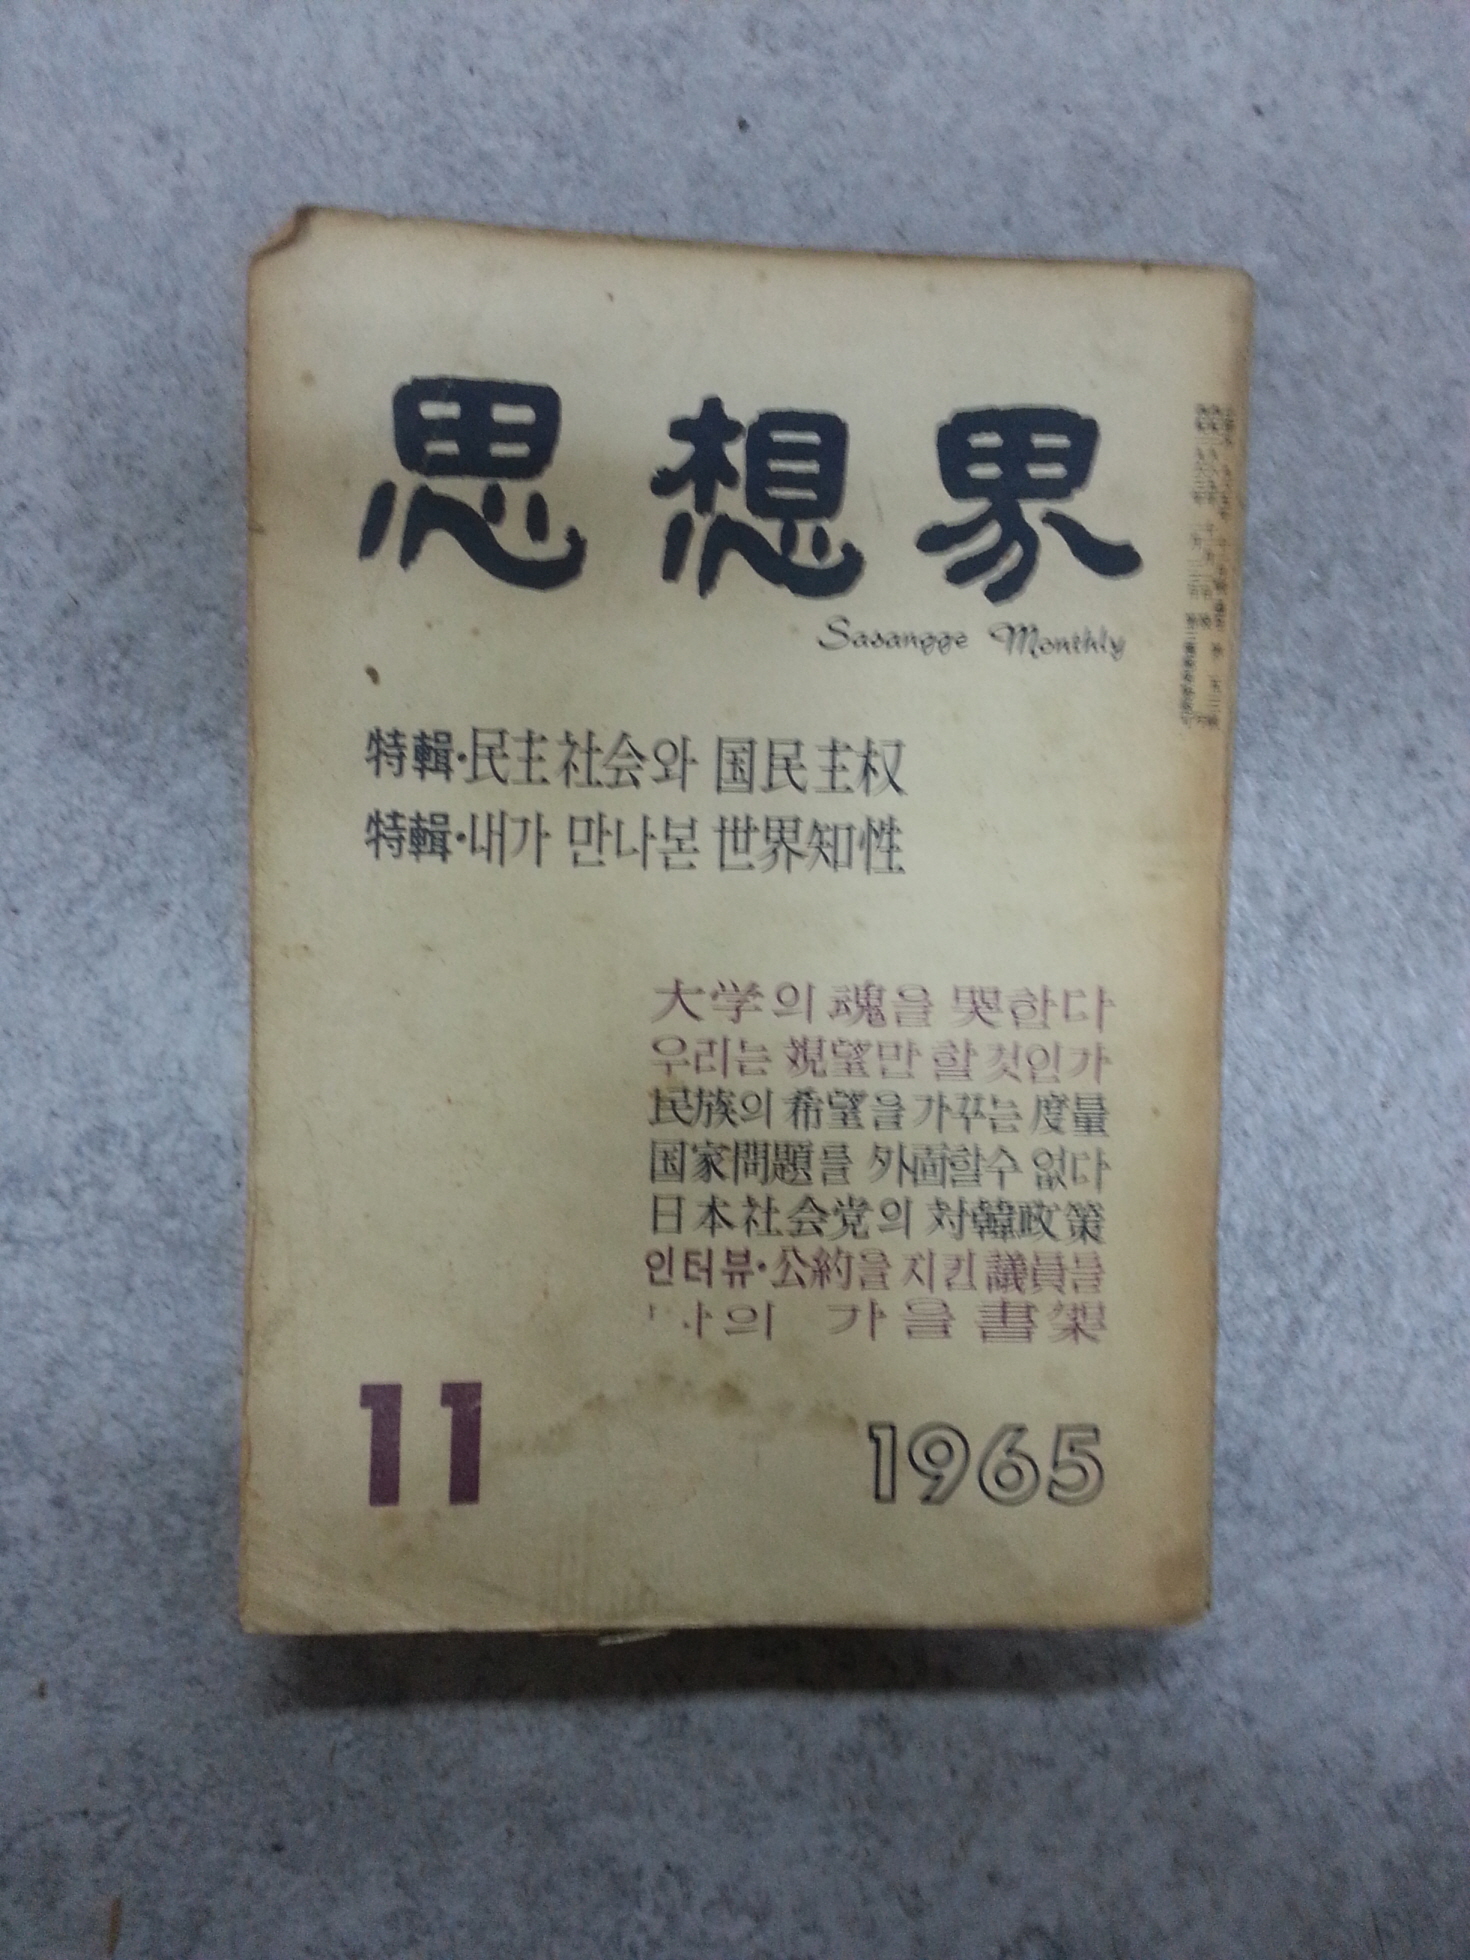 思想界
Sasangge Monthly
特輯·民主社会와 国民主权
特輯·내가 만나본 世界知性
大学의 魂을 哭한다
우리는 観望만 할것인가
民族의 希望을 가꾸는 度量
国家問題를 外面할수 없다
日本社会党의 対韓政策
인터뷰·公約을 지킨 議員들
나의 가을 書架
11
1965